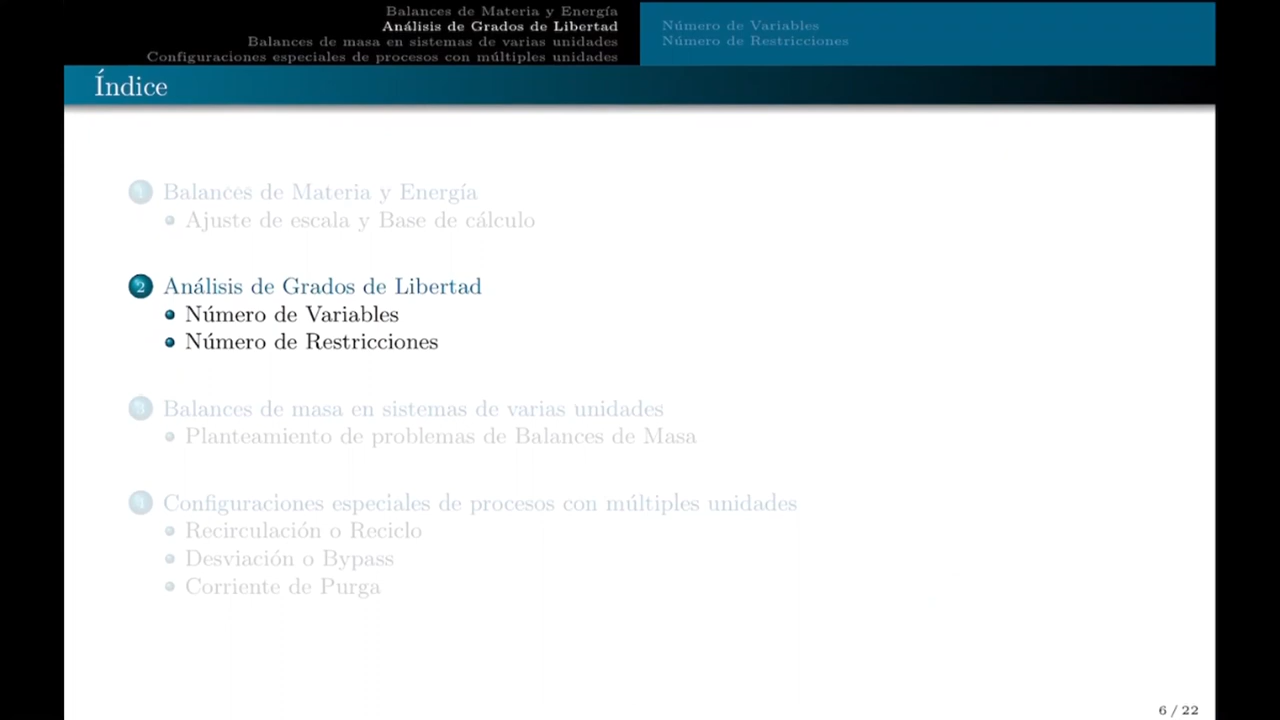 Balances de Materia y Energía
Análisis de Grados de Libertad
Balances de masa en sistemas de varias unidades
Configuraciones especiales de procesos con múltiples unidades
Número de Variables
Número de Restricciones
Índice
1 Balances de Materia y Energía
Ajuste de escala y Base de cálculo
2 Análisis de Grados de Libertad
Número de Variables
Número de Restricciones
3 Balances de masa en sistemas de varias unidades
Planteamiento de problemas de Balances de Masa
4 Configuraciones especiales de procesos con múltiples unidades
Recirculación o Reciclo
Desviación o Bypass
Corriente de Purga
6 / 22